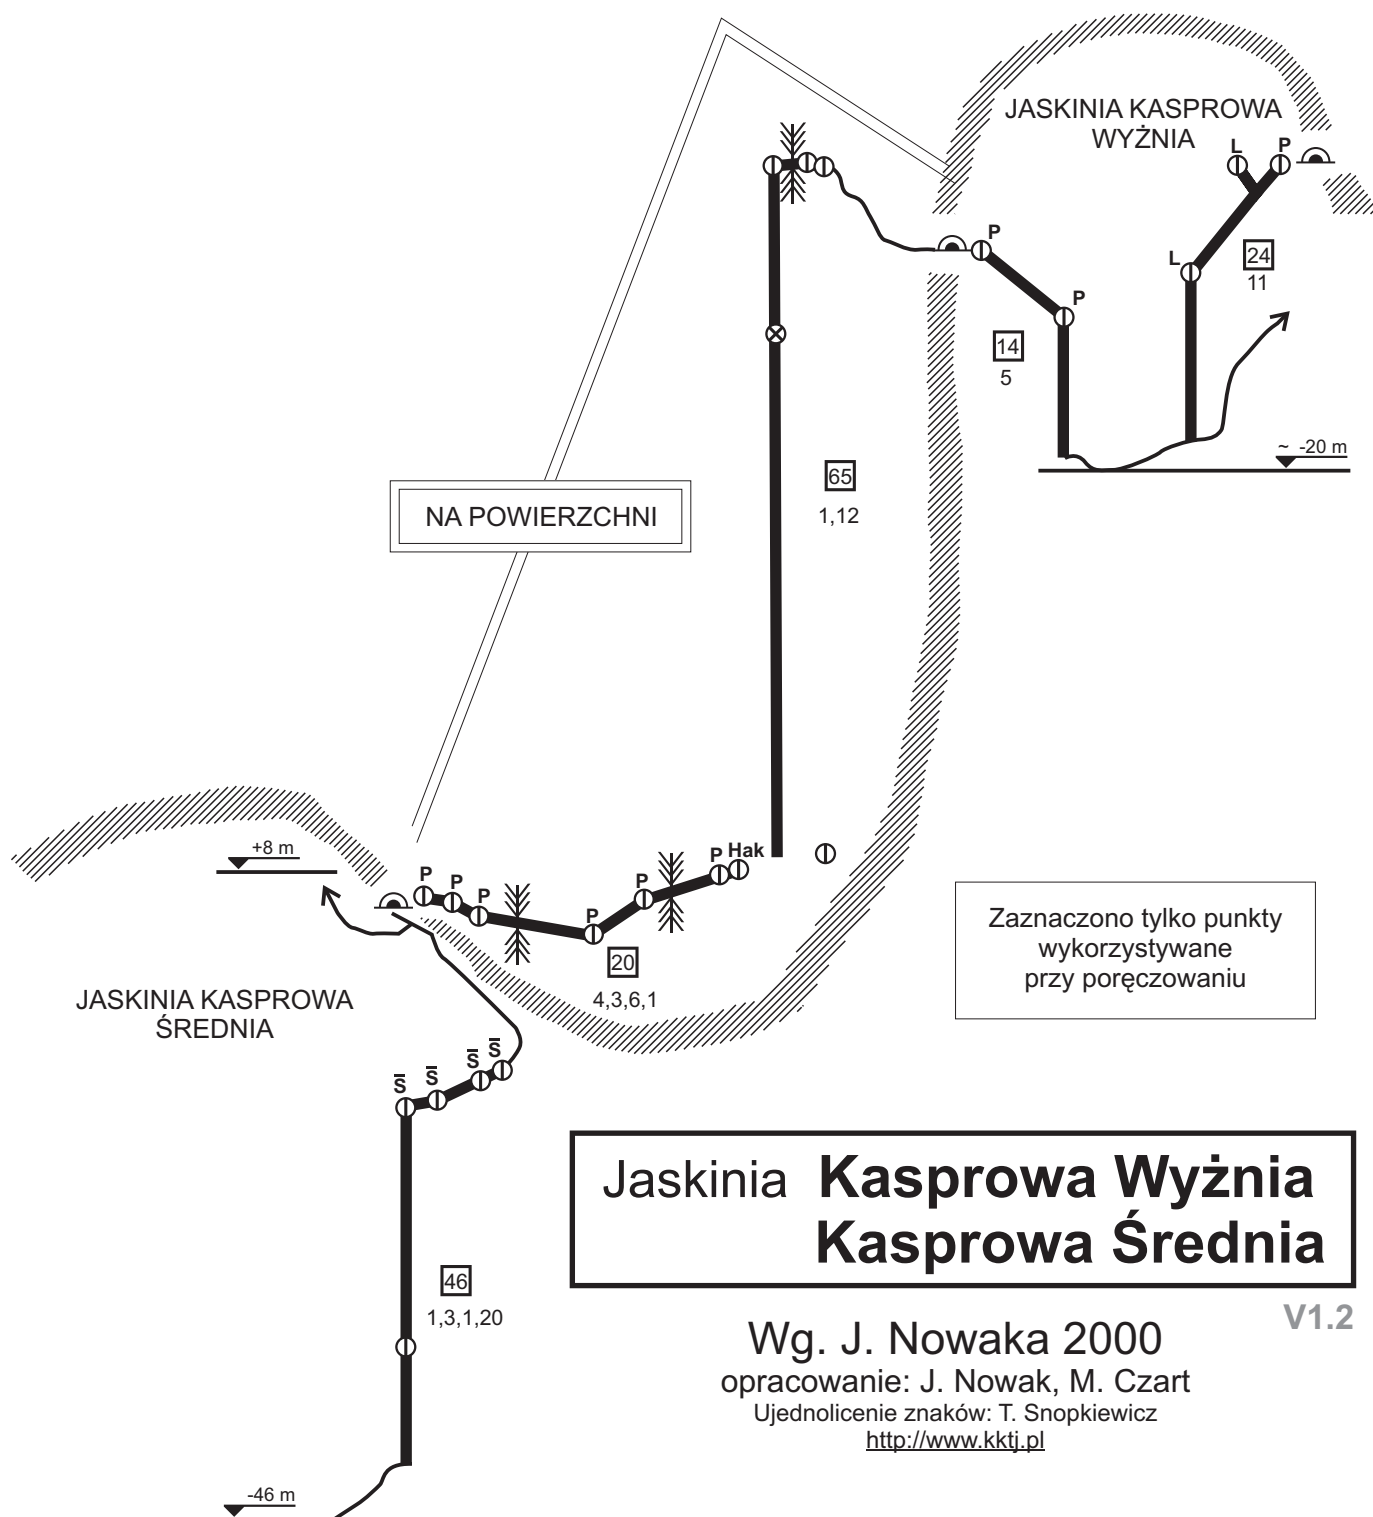 JASKINIA KASPROWA
WYŻNIA
L
P
P
L
24
11
P
14
5
~ -20 m
65
1,12
NA POWIERZCHNI
+8 m
P
P
P
P
P
P
Hak
20
4,3,6,1
Zaznaczono tylko punkty
wykorzystywane
przy poręczowaniu
JASKINIA KASPROWA
ŚREDNIA
S̅
S̅
S̅
S̅
Jaskinia Kasprowa Wyżnia
Kasprowa Średnia
V1.2
46
1,3,1,20
Wg. J. Nowaka 2000
opracowanie: J. Nowak, M. Czart
Ujednolicenie znaków: T. Snopkiewicz
http://www.kktj.pl
-46 m